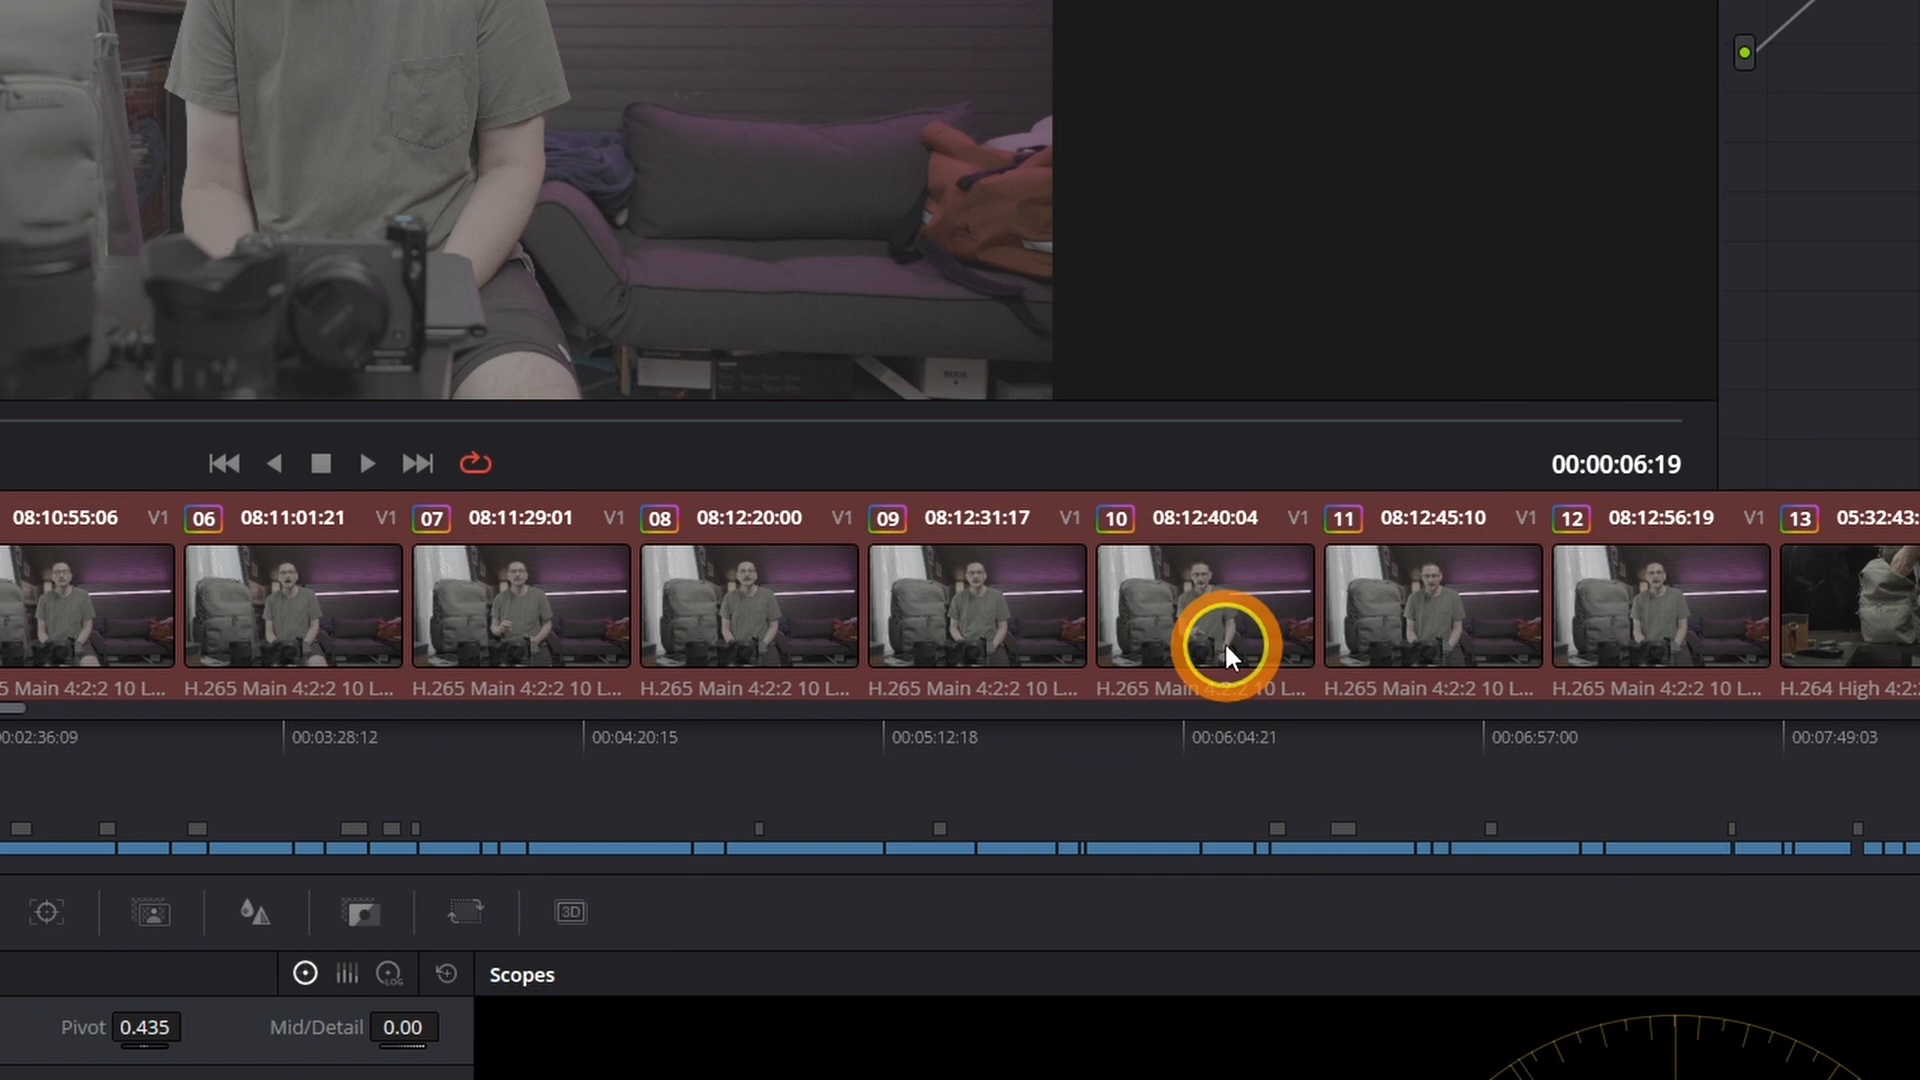 00:00:06:19
08:10:55:06 V1 06 08:11:01:21 V1 07 08:11:29:01 V1 08 08:12:20:00 V1 09 08:12:31:17 V1 10 08:12:40:04 V1 11 08:12:45:10 V1 12 08:12:56:19 V1 13 05:32:43:
5 Main 4:2:2 10 L... H.265 Main 4:2:2 10 L... H.265 Main 4:2:2 10 L... H.265 Main 4:2:2 10 L... H.265 Main 4:2:2 10 L... H.265 Main 4:2:2 10 L... H.265 Main 4:2:2 10 L... H.265 Main 4:2:2 10 L... H.264 High 4:2:
0:02:36:09 00:03:28:12 00:04:20:15 00:05:12:18 00:06:04:21 00:06:57:00 00:07:49:03
3D
LOG Scopes
Pivot 0.435 Mid/Detail 0.00